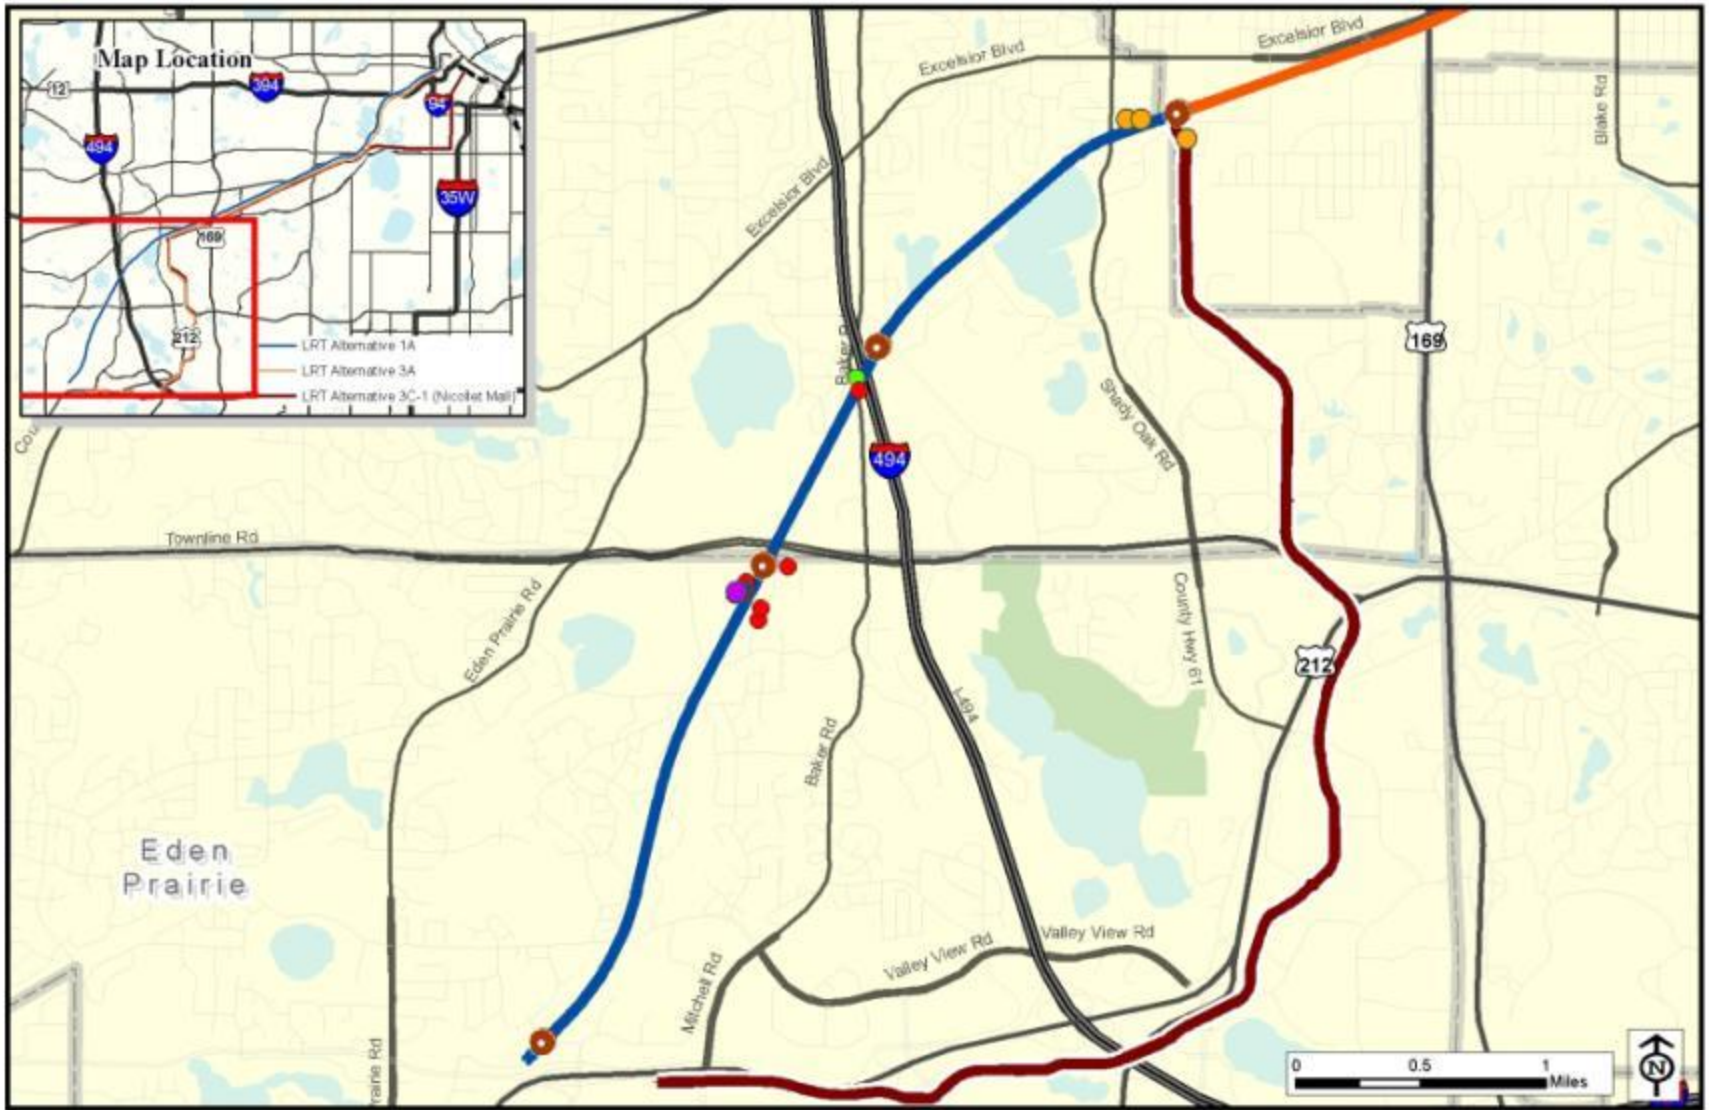 Map Location
12
394
94
494
35W
169
212
LRT Alternative 1A
LRT Alternative 3A
LRT Alternative 3C-1 (Nicollet Mall)
Excelsior Blvd
Excelsior Blvd
Blake Rd
Excelsior Blvd
169
Shady Oak Rd
494
Townline Rd
Eden Prairie Rd
County Hwy 61
212
I-494
Baker Rd
Eden
Prairie
Valley View Rd
Valley View Rd
Mitchell Rd
Prairie Rd
0 0.5 1
Miles
N